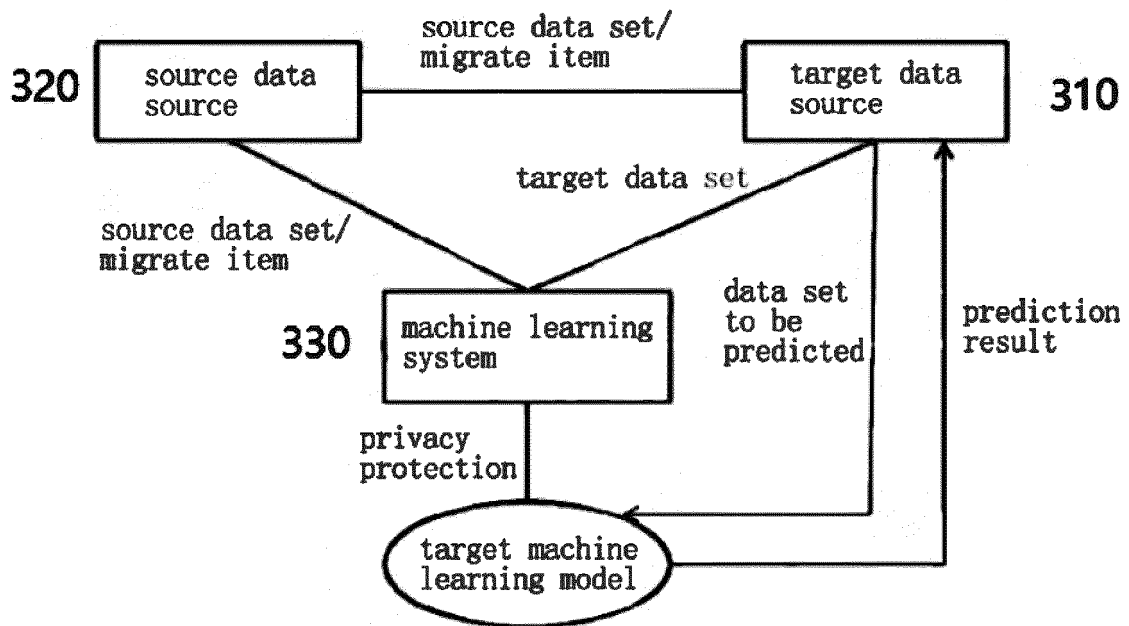 source data set/
migrate item
320
source data
source
target data
source
310
target data set
source data set/
migrate item
330
machine learning
system
data set
to be
predicted
prediction
result
privacy
protection
target machine
learning model